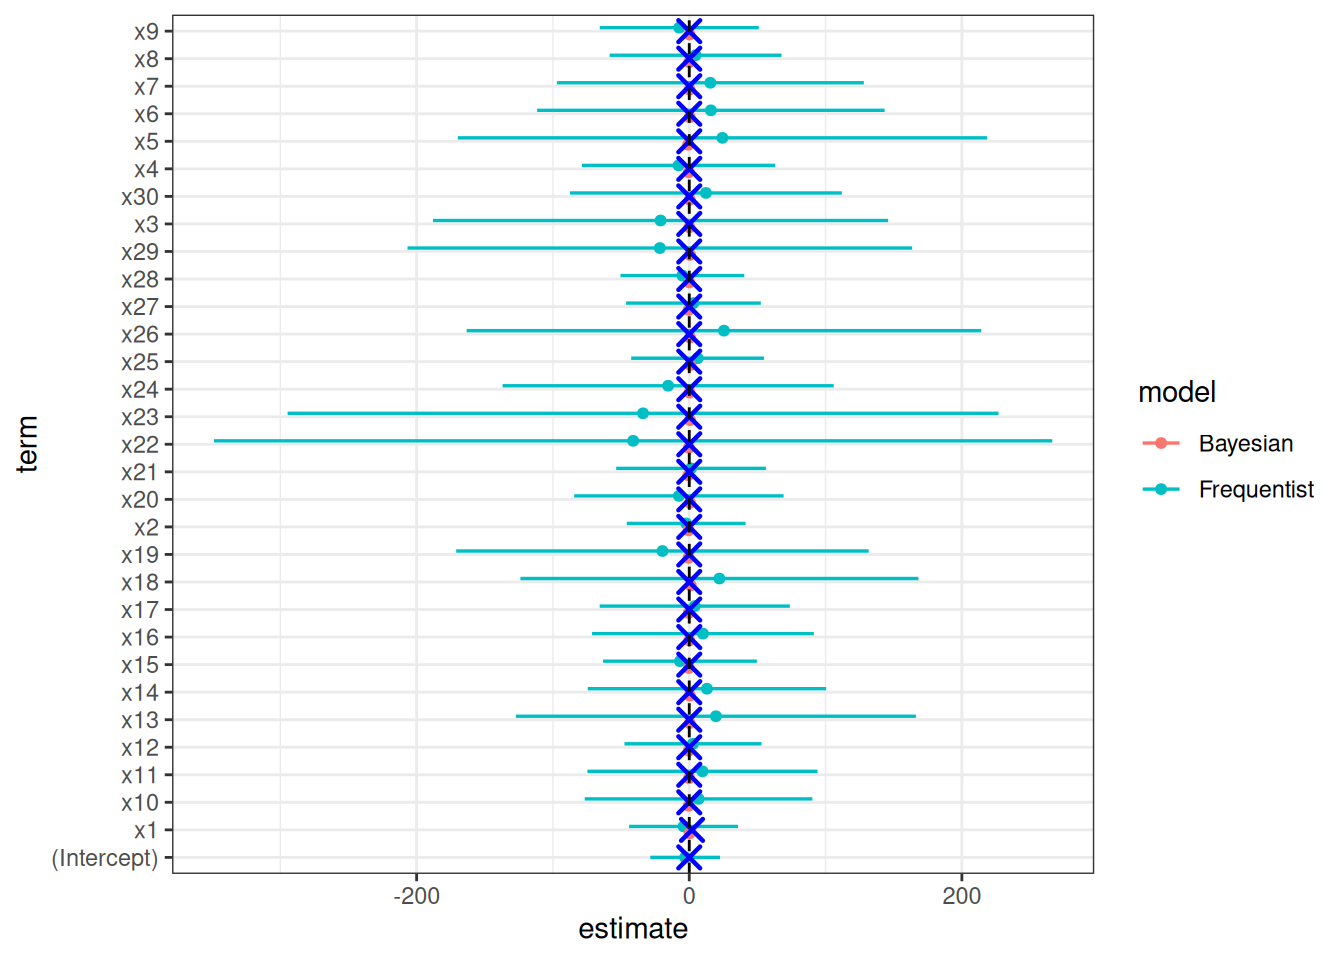 x9
x8
x7
x6
x5
x4
x30
x3
x29
x28
x27
x26
x25
x24
x23
x22
x21
x20
x2
x19
x18
x17
x16
x15
x14
x13
x12
x11
x10
x1
(Intercept)
term
-200 0 200
estimate
model
Bayesian
Frequentist